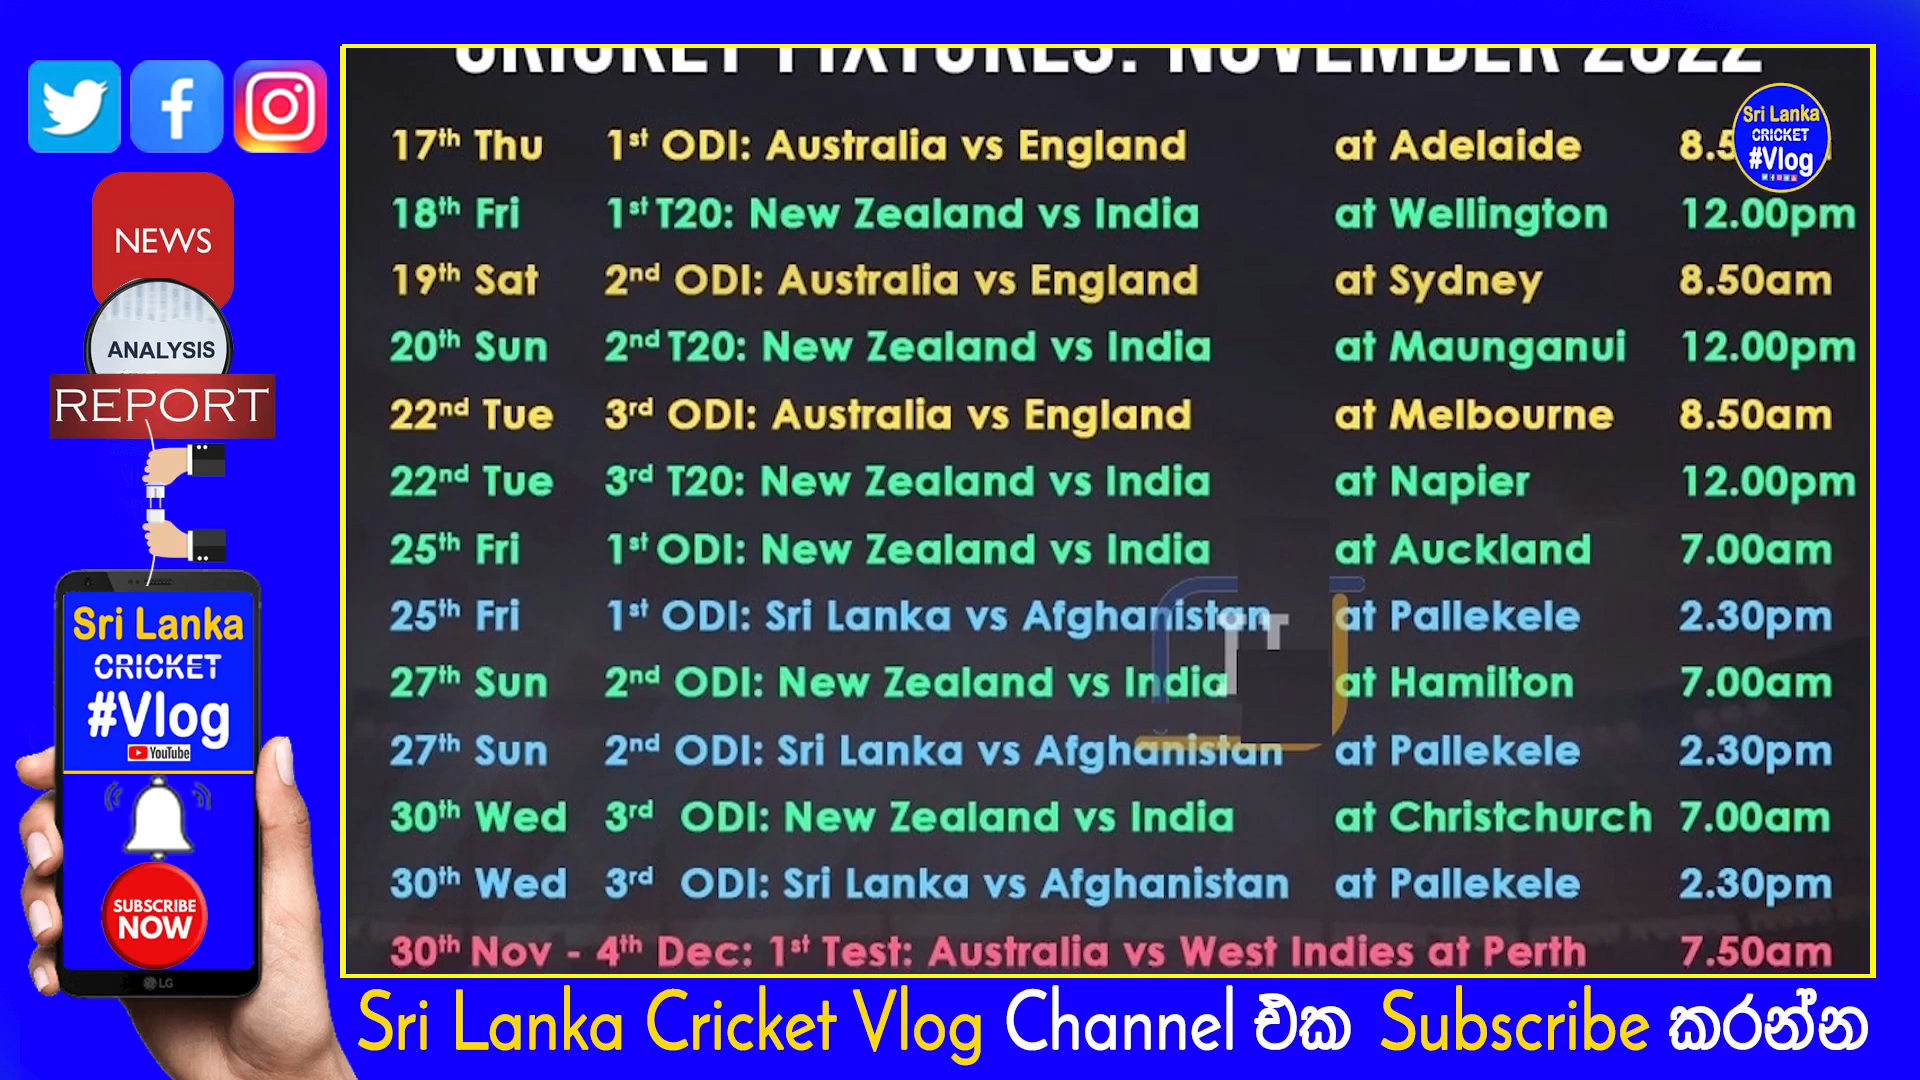 CRICKET FIXTURES: NOVEMBER 2022
17th Thu 1st ODI: Australia vs England at Adelaide 8.5
18th Fri 1st T20: New Zealand vs India at Wellington 12.00pm
19th Sat 2nd ODI: Australia vs England at Sydney 8.50am
20th Sun 2nd T20: New Zealand vs India at Maunganui 12.00pm
22nd Tue 3rd ODI: Australia vs England at Melbourne 8.50am
22nd Tue 3rd T20: New Zealand vs India at Napier 12.00pm
25th Fri 1st ODI: New Zealand vs India at Auckland 7.00am
25th Fri 1st ODI: Sri Lanka vs Afghanistan at Pallekele 2.30pm
27th Sun 2nd ODI: New Zealand vs India at Hamilton 7.00am
27th Sun 2nd ODI: Sri Lanka vs Afghanistan at Pallekele 2.30pm
30th Wed 3rd ODI: New Zealand vs India at Christchurch 7.00am
30th Wed 3rd ODI: Sri Lanka vs Afghanistan at Pallekele 2.30pm
30th Nov - 4th Dec: 1st Test: Australia vs West Indies at Perth 7.50am
Sri Lanka
CRICKET
#Vlog
NEWS
ANALYSIS
REPORT
Sri Lanka
CRICKET
#Vlog
YouTube
SUBSCRIBE
NOW
LG
Sri Lanka Cricket Vlog Channel එක Subscribe කරන්න